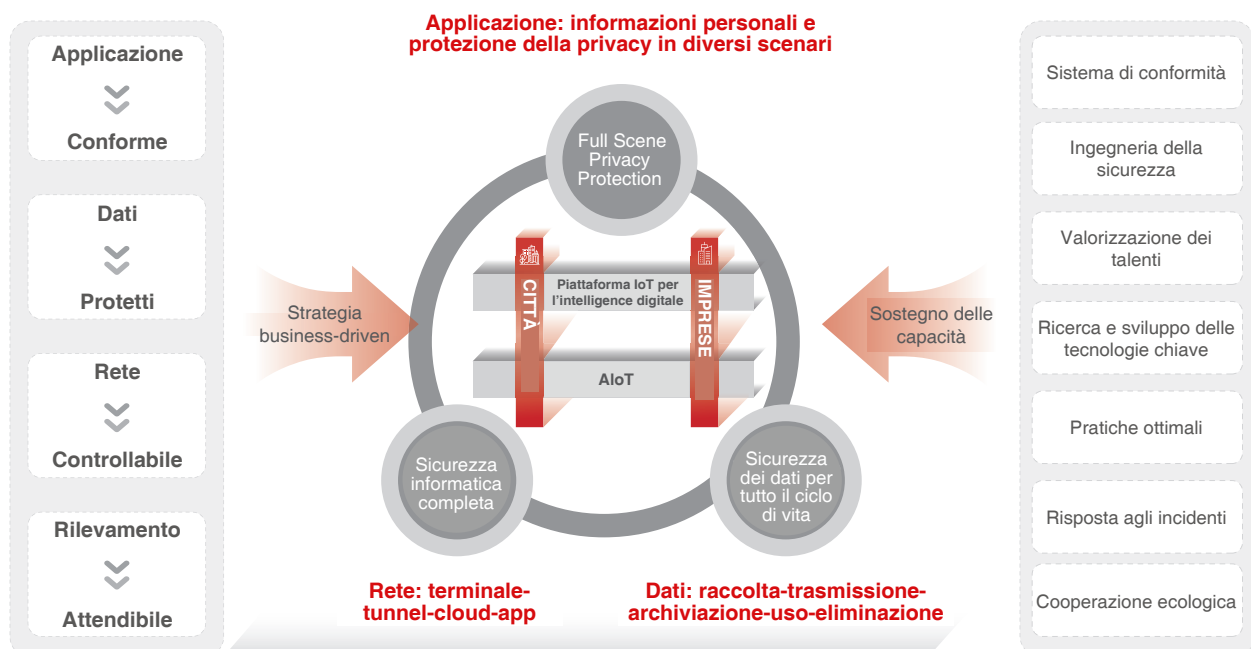 Applicazione: informazioni personali e
protezione della privacy in diversi scenari
Applicazione
Conforme
Dati
Protetti
Rete
Controllabile
Rilevamento
Attendibile
Strategia
business-driven
Full Scene
Privacy
Protection
CITTÀ
IMPRESE
Piattaforma IoT per
l'intelligence digitale
AIoT
Sicurezza
informatica
completa
Sicurezza
dei dati per
tutto il ciclo
di vita
Rete: terminale-
tunnel-cloud-app
Dati: raccolta-trasmissione-
archiviazione-uso-eliminazione
Sostegno delle
capacità
Sistema di conformità
Ingegneria della
sicurezza
Valorizzazione dei
talenti
Ricerca e sviluppo delle
tecnologie chiave
Pratiche ottimali
Risposta agli incidenti
Cooperazione ecologica